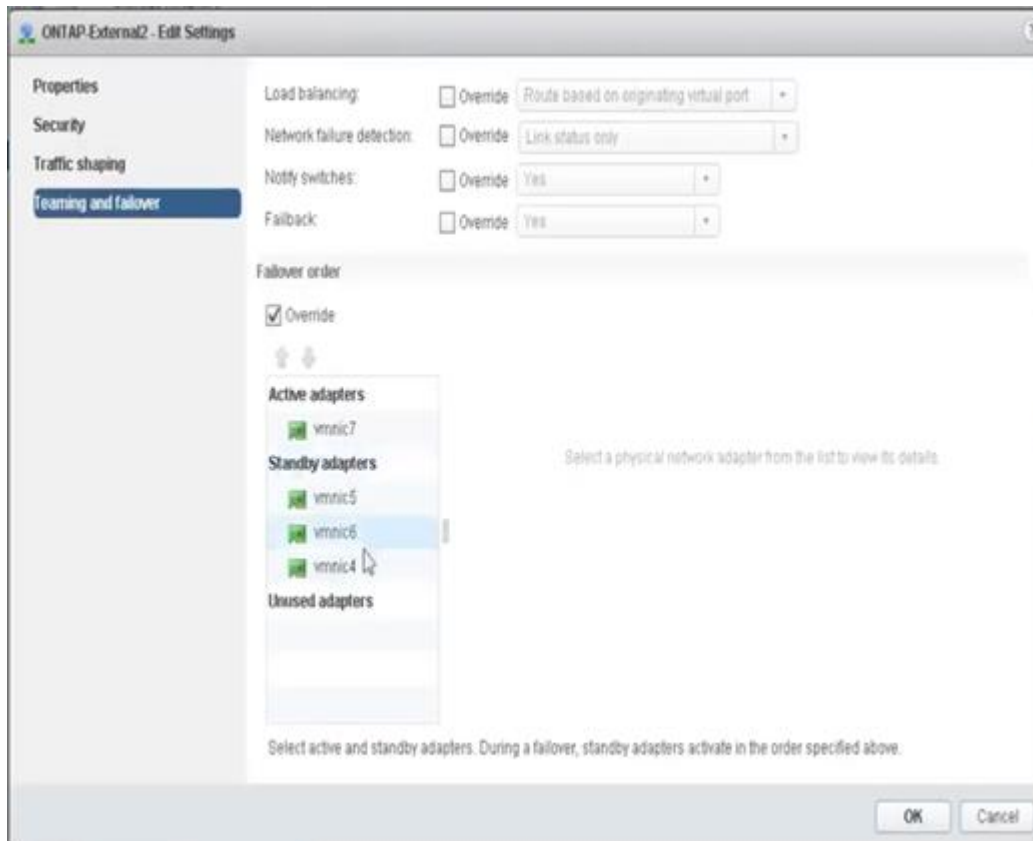 ONTAP-External2 - Edit Settings
?
Properties
Security
Traffic shaping
Teaming and failover
Load balancing: Override Route based on originating virtual port
Network failure detection: Override Link status only
Notify switches: Override Yes
Failback: Override Yes
Failover order
Override
Active adapters
vmnic7
Standby adapters
vmnic5
vmnic6
vmnic4
Unused adapters
Select a physical network adapter from the list to view its details.
Select active and standby adapters. During a failover, standby adapters activate in the order specified above.
OK Cancel